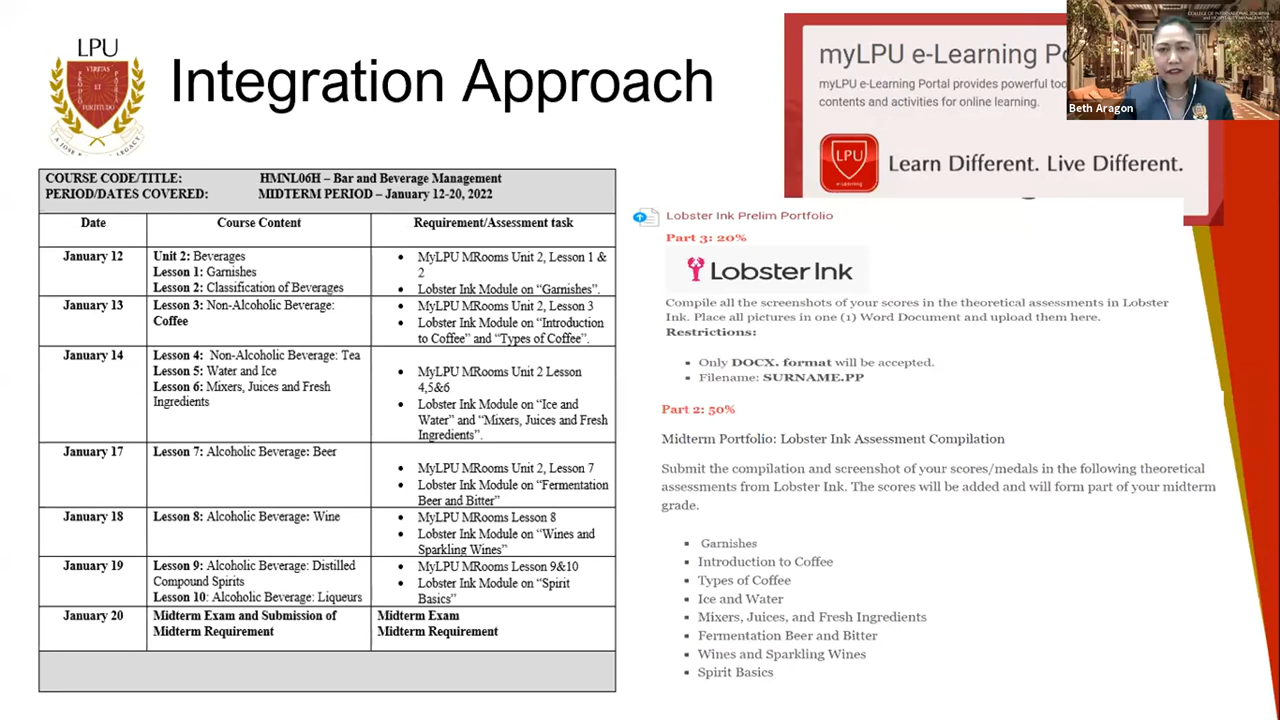 LPU
VERITAS
ET
FORTITUDO
Integration Approach
myLPU e-Learning Po
myLPU e-Learning Portal provides powerful too
contents and activities for online learning.
LPU
e-Learning
Learn Different. Live Different.
COLLEGE OF INTERNATIONAL TOURISM
AND HOSPITALITY MANAGEMENT
Beth Aragon
COURSE CODE/TITLE: HMNL06H – Bar and Beverage Management
PERIOD/DATES COVERED: MIDTERM PERIOD – January 12-20, 2022
Date Course Content Requirement/Assessment task
January 12
Unit 2: Beverages
Lesson 1: Garnishes
Lesson 2: Classification of Beverages
• MyLPU MRooms Unit 2, Lesson 1 &
2
• Lobster Ink Module on “Garnishes”.
January 13
Lesson 3: Non-Alcoholic Beverage:
Coffee
• MyLPU MRooms Unit 2, Lesson 3
• Lobster Ink Module on “Introduction
to Coffee” and “Types of Coffee”.
January 14
Lesson 4: Non-Alcoholic Beverage: Tea
Lesson 5: Water and Ice
Lesson 6: Mixers, Juices and Fresh
Ingredients
• MyLPU MRooms Unit 2 Lesson
4,5&6
• Lobster Ink Module on “Ice and
Water” and “Mixers, Juices and Fresh
Ingredients”.
January 17
Lesson 7: Alcoholic Beverage: Beer
• MyLPU MRooms Unit 2, Lesson 7
• Lobster Ink Module on “Fermentation
Beer and Bitter”
January 18
Lesson 8: Alcoholic Beverage: Wine
• MyLPU MRooms Lesson 8
• Lobster Ink Module on “Wines and
Sparkling Wines”
January 19
Lesson 9: Alcoholic Beverage: Distilled
Compound Spirits
Lesson 10: Alcoholic Beverage: Liqueurs
• MyLPU MRooms Lesson 9&10
• Lobster Ink Module on “Spirit
Basics”
January 20
Midterm Exam and Submission of
Midterm Requirement
Midterm Exam
Midterm Requirement
Lobster Ink Prelim Portfolio
Part 3: 20%
Lobster Ink
Compile all the screenshots of your scores in the theoretical assessments in Lobster
Ink. Place all pictures in one (1) Word Document and upload them here.
Restrictions:
• Only DOCX. format will be accepted.
• Filename: SURNAME.PP
Part 2: 50%
Midterm Portfolio: Lobster Ink Assessment Compilation
Submit the compilation and screenshot of your scores/medals in the following theoretical
assessments from Lobster Ink. The scores will be added and will form part of your midterm
grade.
▪ Garnishes
▪ Introduction to Coffee
▪ Types of Coffee
▪ Ice and Water
▪ Mixers, Juices, and Fresh Ingredients
▪ Fermentation Beer and Bitter
▪ Wines and Sparkling Wines
▪ Spirit Basics